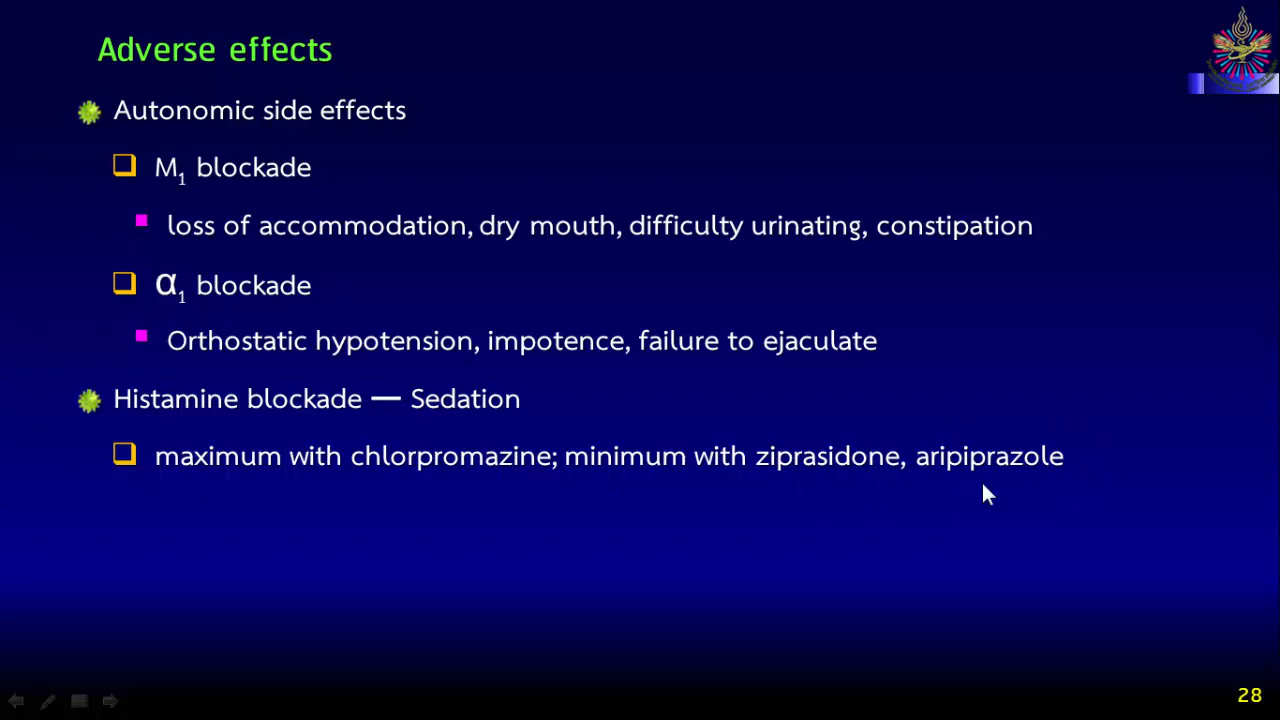 Adverse effects
Autonomic side effects
M1 blockade
loss of accommodation, dry mouth, difficulty urinating, constipation
α1 blockade
Orthostatic hypotension, impotence, failure to ejaculate
Histamine blockade — Sedation
maximum with chlorpromazine; minimum with ziprasidone, aripiprazole
28